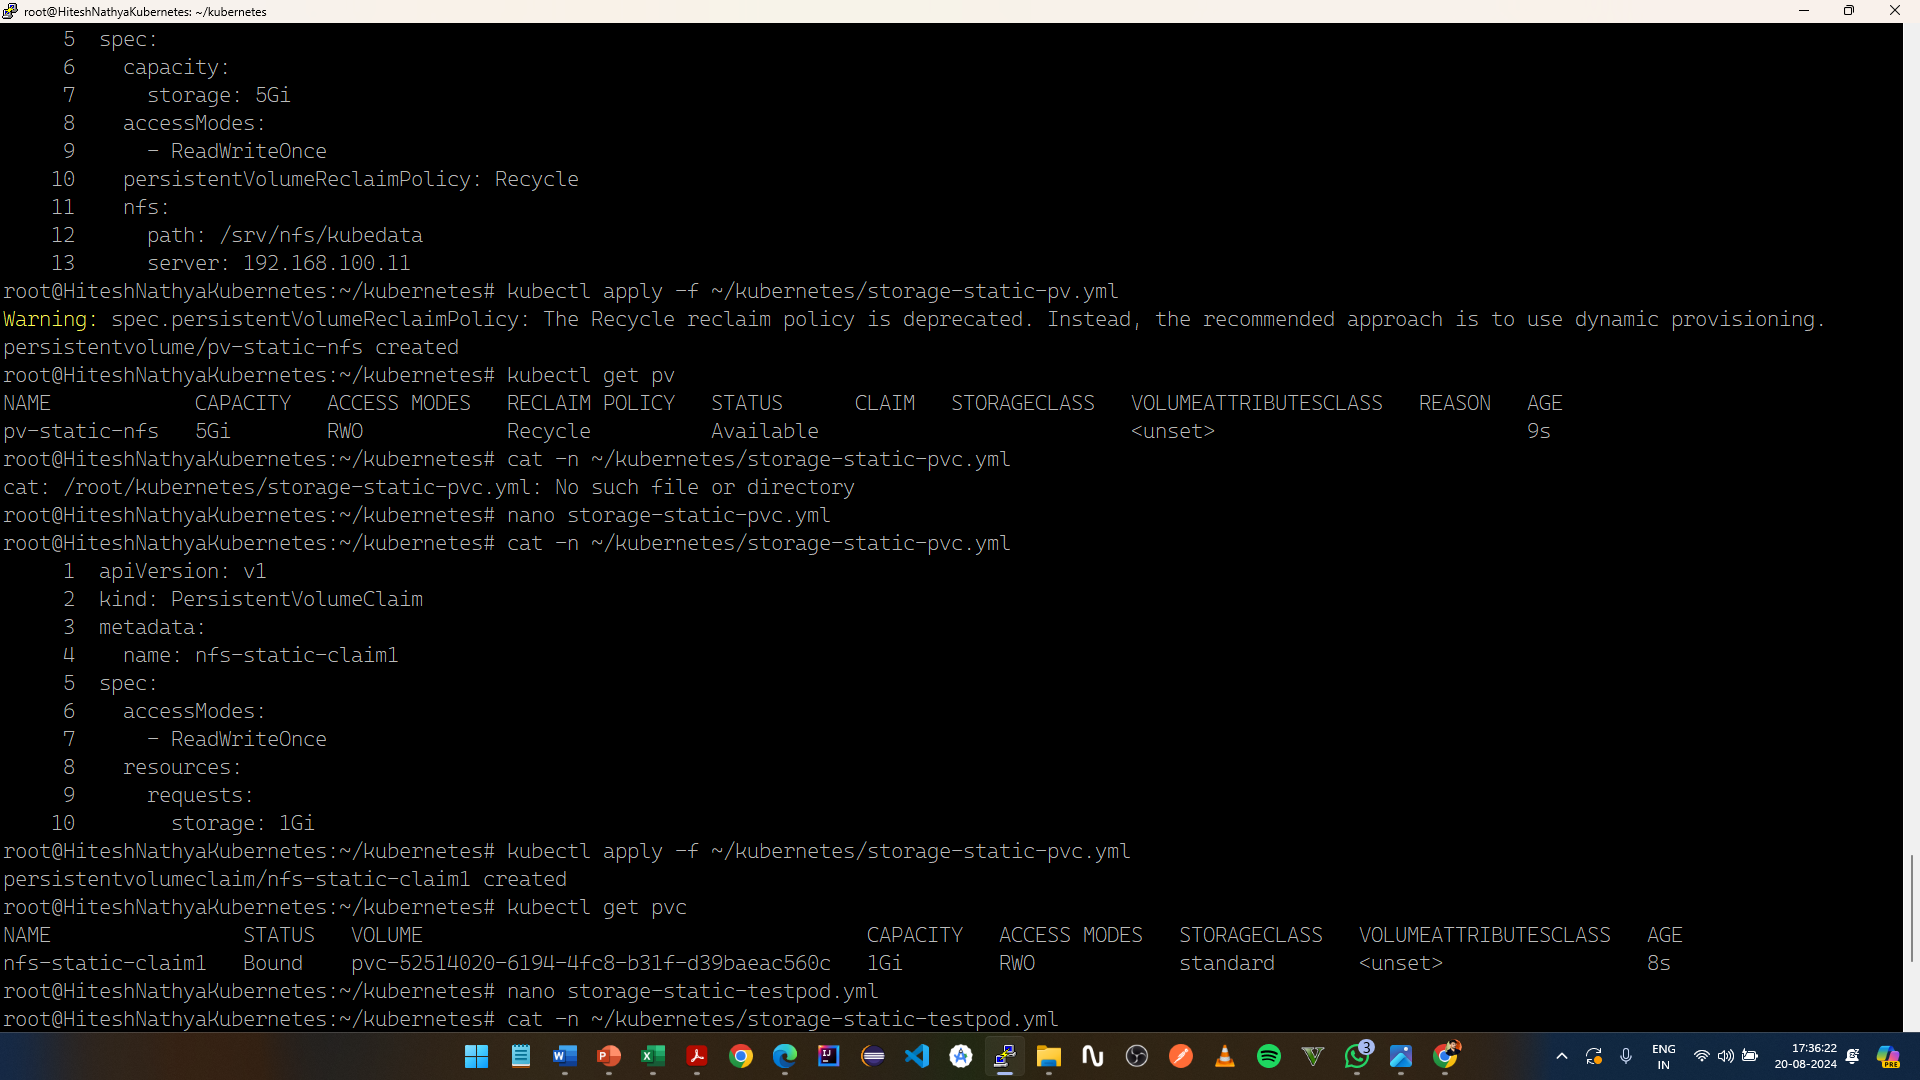 root@HiteshNathyaKubernetes: ~/kubernetes
5 spec:
6   capacity:
7     storage: 5Gi
8   accessModes:
9     - ReadWriteOnce
10   persistentVolumeReclaimPolicy: Recycle
11   nfs:
12     path: /srv/nfs/kubedata
13     server: 192.168.100.11
root@HiteshNathyaKubernetes:~/kubernetes# kubectl apply -f ~/kubernetes/storage-static-pv.yml
Warning: spec.persistentVolumeReclaimPolicy: The Recycle reclaim policy is deprecated. Instead, the recommended approach is to use dynamic provisioning.
persistentvolume/pv-static-nfs created
root@HiteshNathyaKubernetes:~/kubernetes# kubectl get pv
NAME CAPACITY ACCESS MODES RECLAIM POLICY STATUS CLAIM STORAGECLASS VOLUMEATTRIBUTESCLASS REASON AGE
pv-static-nfs 5Gi RWO Recycle Available <unset> 9s
root@HiteshNathyaKubernetes:~/kubernetes# cat -n ~/kubernetes/storage-static-pvc.yml
cat: /root/kubernetes/storage-static-pvc.yml: No such file or directory
root@HiteshNathyaKubernetes:~/kubernetes# nano storage-static-pvc.yml
root@HiteshNathyaKubernetes:~/kubernetes# cat -n ~/kubernetes/storage-static-pvc.yml
1 apiVersion: v1
2 kind: PersistentVolumeClaim
3 metadata:
4   name: nfs-static-claim1
5 spec:
6   accessModes:
7     - ReadWriteOnce
8   resources:
9     requests:
10       storage: 1Gi
root@HiteshNathyaKubernetes:~/kubernetes# kubectl apply -f ~/kubernetes/storage-static-pvc.yml
persistentvolumeclaim/nfs-static-claim1 created
root@HiteshNathyaKubernetes:~/kubernetes# kubectl get pvc
NAME STATUS VOLUME CAPACITY ACCESS MODES STORAGECLASS VOLUMEATTRIBUTESCLASS AGE
nfs-static-claim1 Bound pvc-52514020-6194-4fc8-b31f-d39baeac560c 1Gi RWO standard <unset> 8s
root@HiteshNathyaKubernetes:~/kubernetes# nano storage-static-testpod.yml
root@HiteshNathyaKubernetes:~/kubernetes# cat -n ~/kubernetes/storage-static-testpod.yml
3
ENG
IN
17:36:22
20-08-2024
PRE